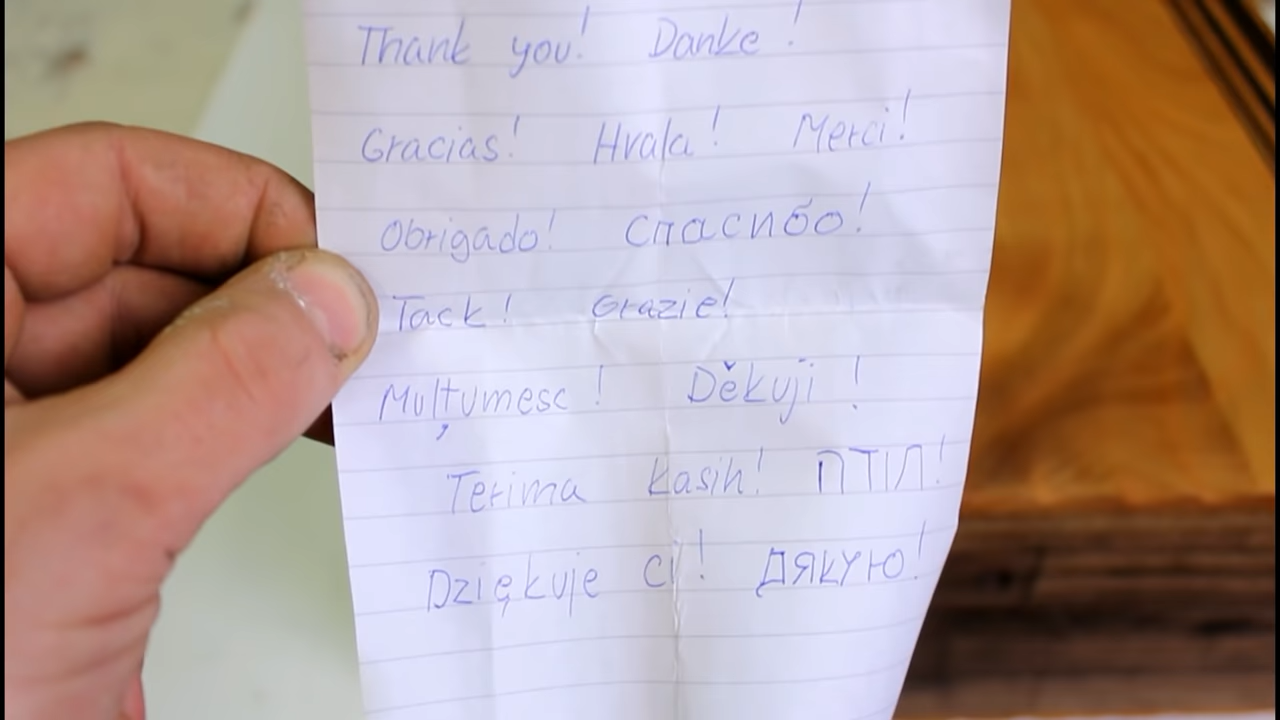 Thank you! Danke!
Gracias! Hvala! Merci!
Obrigado! Спасибо!
Tack! Grazie!
Mulțumesc! Děkuji!
Terima kasih! תודה!
Dziękuje Ci! ДЯКУЮ!